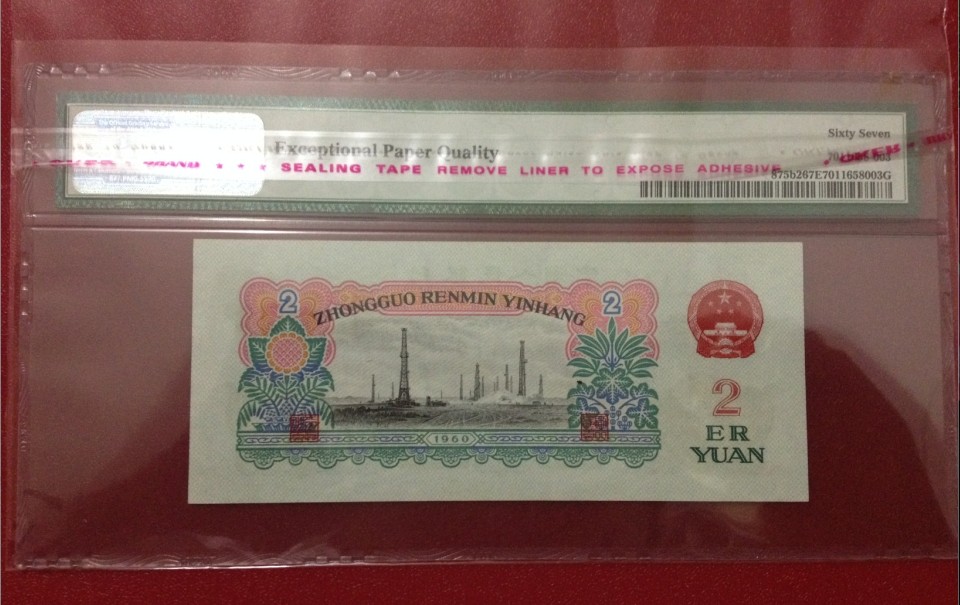 Sixty Seven
Exceptional Paper Quality
SEALING TAPE REMOVE LINER TO EXPOSE ADHESIVE
875b267E7011658003G
2
ZHONGGUO RENMIN YINHANG
2
1960
2
ER
YUAN